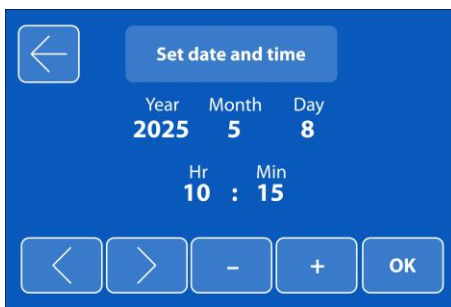 Set date and time
Year Month Day
2025 5 8
Hr Min
10 : 15
- + OK